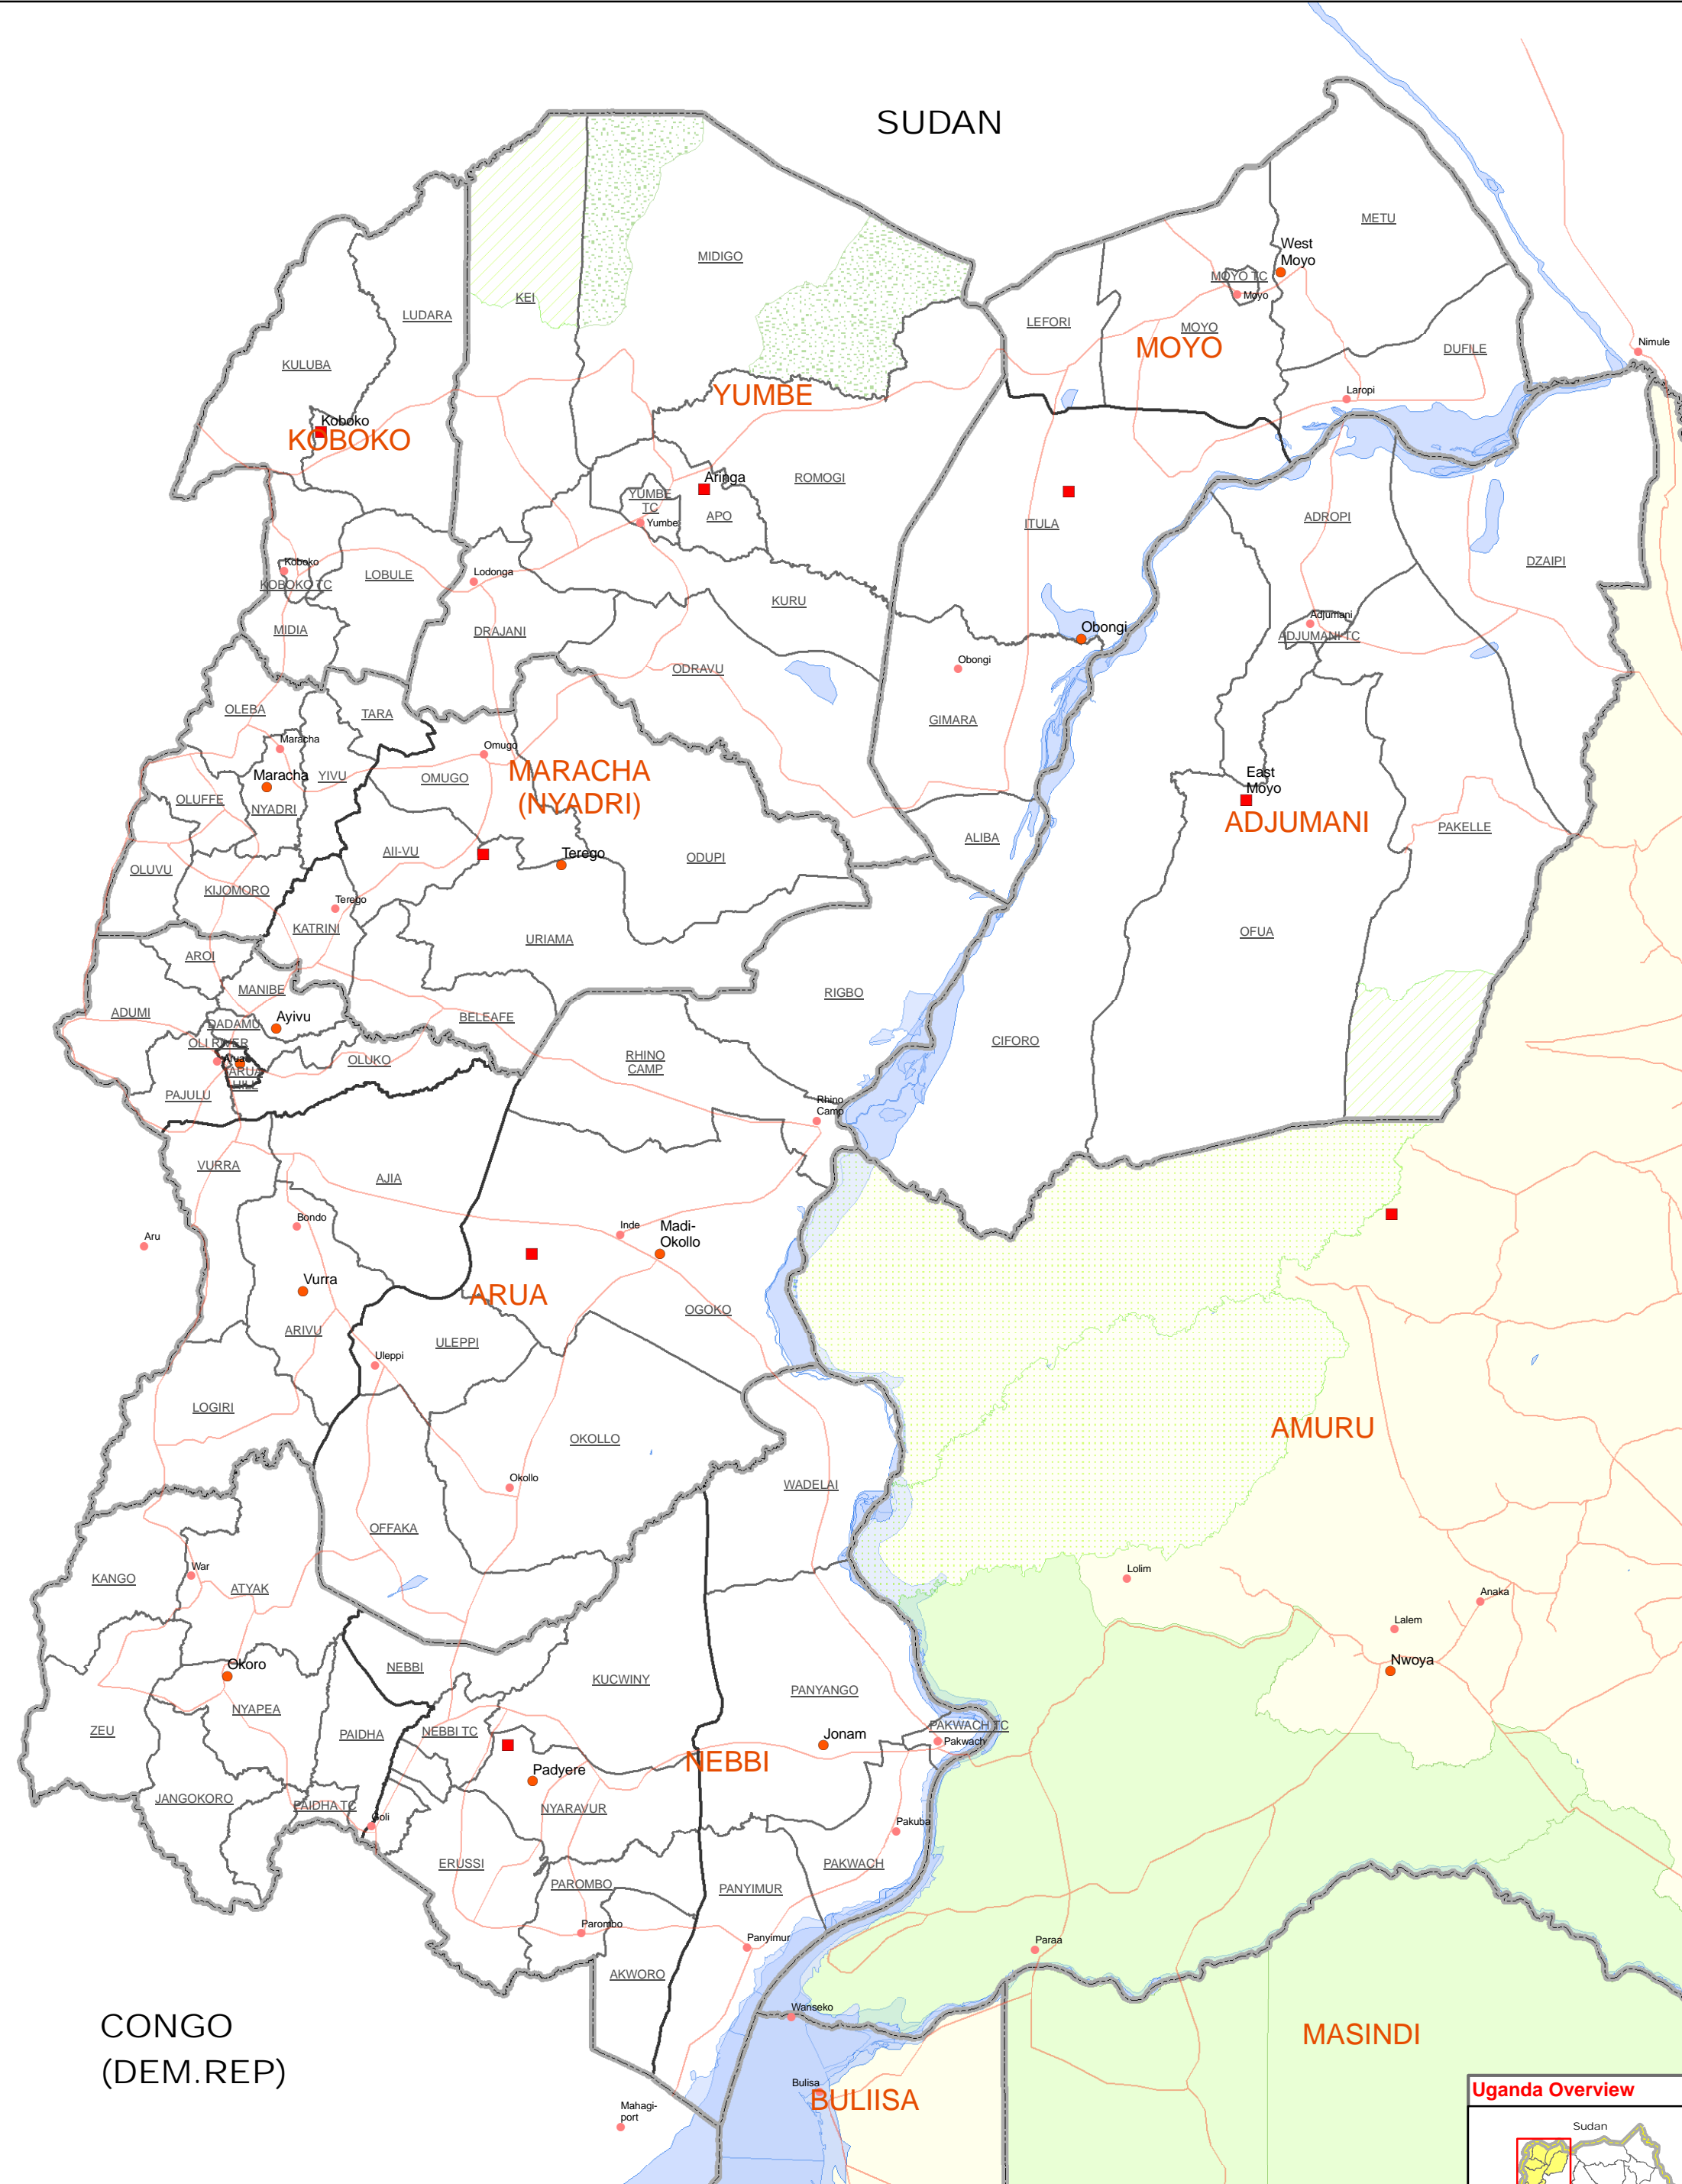 SUDAN
METU
West
Moyo
MIDIGO
MOYO TC
Moyo
KEI
LUDARA
LEFORI
MOYO
MOYO
DUFILE
Nimule
KULUBA
YUMBE
Laropi
Koboko
KOBOKO
Aringa
ROMOGI
YUMBE
TC
APO
Yumbe
ITULA
ADROPI
Koboko
KOBOKO TC
LOBULE
Lodonga
DZAIPI
KURU
MIDIA
DRAJANI
Obongi
Adjumani
ADJUMANI TC
Obongi
ODRAVU
OLEBA
TARA
GIMARA
Maracha
Omugo
Maracha
YIVU
OMUGO
MARACHA
(NYADRI)
East
Moyo
OLUFFE
NYADRI
ADJUMANI
PAKELLE
ALIBA
AII-VU
Terego
ODUPI
OLUVU
KIJOMORO
Terego
KATRINI
URIAMA
OFUA
AROI
MANIBE
RIGBO
ADUMI
DADAMU
Ayivu
BELEAFE
OLI RIVER
Arua
ARUA
HILL
OLUKO
RHINO
CAMP
CIFORO
PAJULU
Rhino
Camp
VURRA
AJIA
Bondo
Inde
Madi-
Okollo
Aru
Vurra
ARUA
OGOKO
ARIVU
ULEPPI
Uleppi
LOGIRI
AMURU
OKOLLO
Okollo
WADELAI
OFFAKA
War
KANGO
ATYAK
Lolim
Anaka
Lalem
Okoro
NEBBI
KUCWINY
Nwoya
PANYANGO
NYAPEA
ZEU
PAIDHA
NEBBI TC
PAKWACH TC
Jonam
Pakwach
NEBBI
Padyere
JANGOKORO
PAIDHA TC
NYARAVUR
Goli
Pakuba
ERUSSI
PAKWACH
PAROMBO
PANYIMUR
Parombo
Panyimur
Paraa
AKWORO
Wanseko
CONGO
(DEM.REP)
MASINDI
Bulisa
BULIISA
Mahagi-
port
Uganda Overview
Sudan